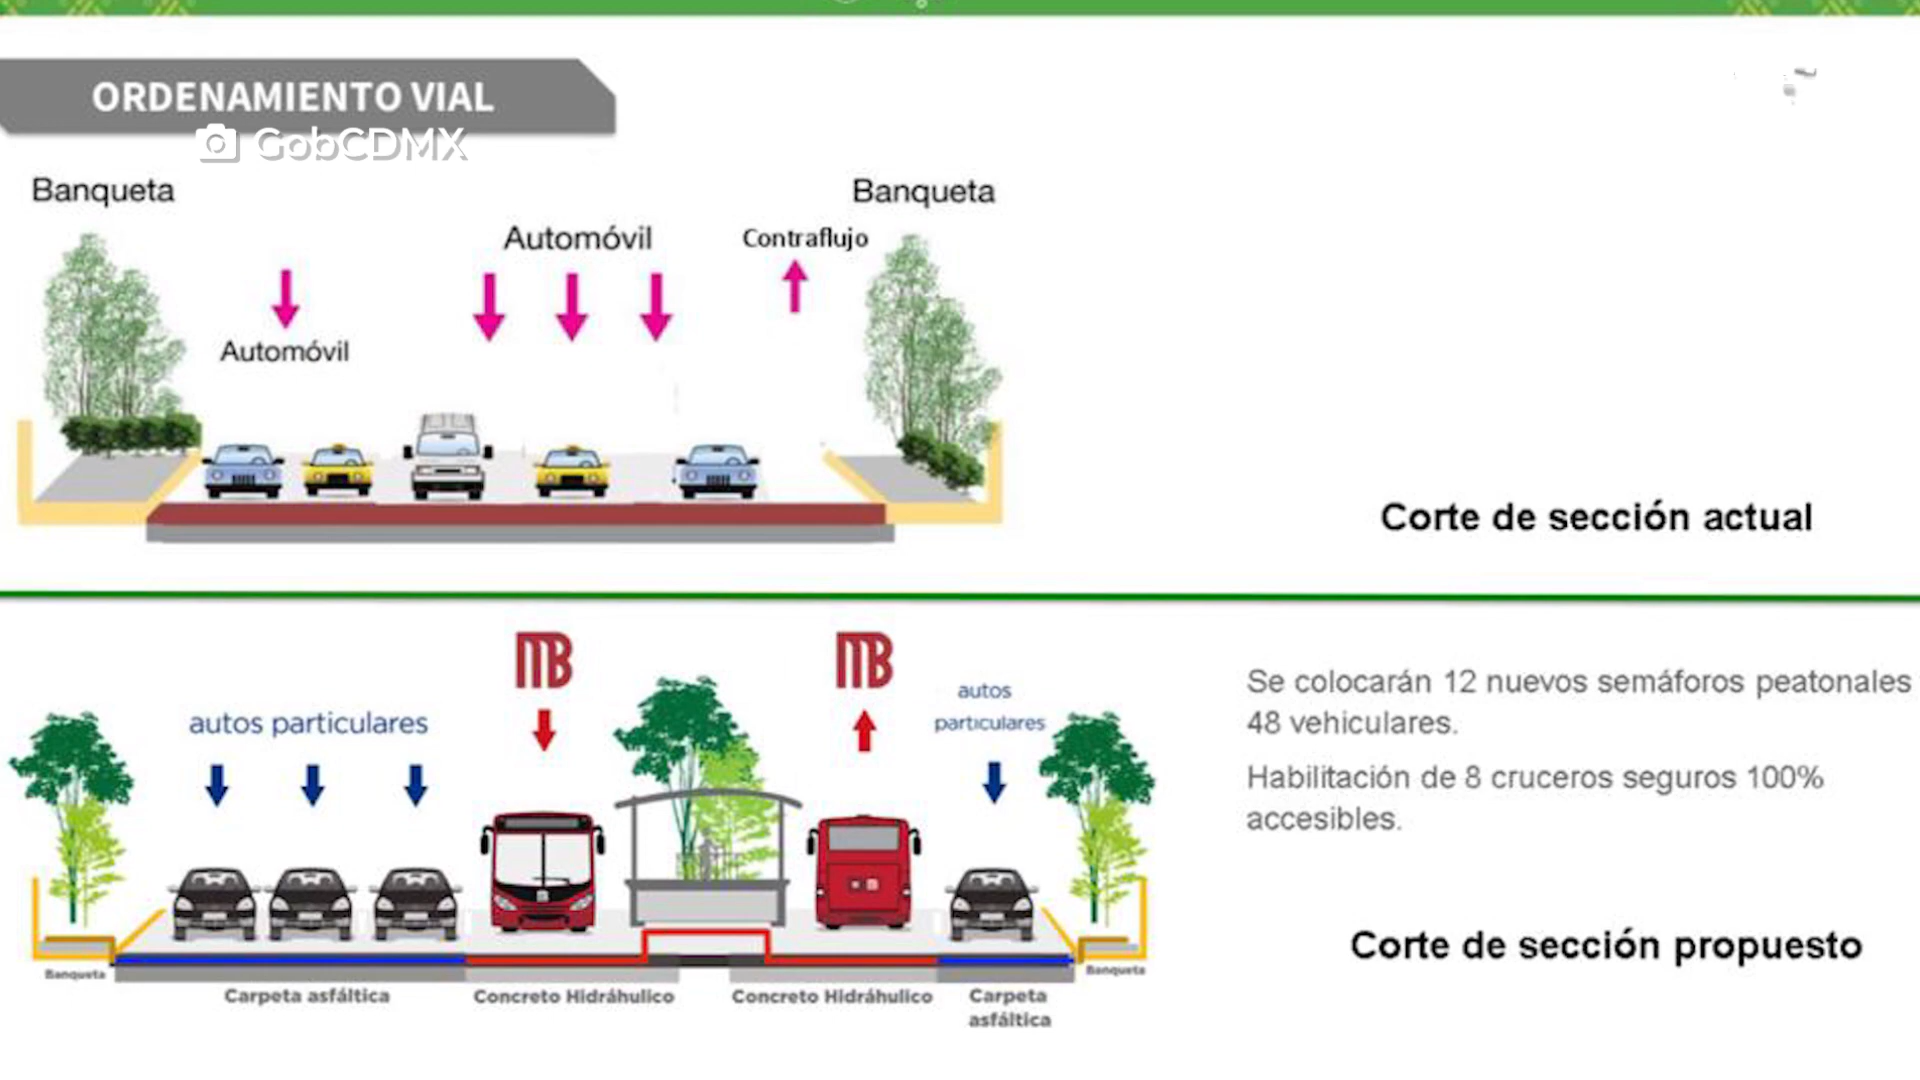 ORDENAMIENTO VIAL
GobCDMX
Banqueta
Banqueta
Automóvil
Contraflujo
Automóvil
Corte de sección actual
MB
MB
autos particulares
autos
particulares
Se colocarán 12 nuevos semáforos peatonales
48 vehiculares.
Habilitación de 8 cruceros seguros 100%
accesibles.
Corte de sección propuesto
Banqueta
Banqueta
Carpeta asfáltica
Concreto Hidráhulico
Concreto Hidráhulico
Carpeta
asfáltica